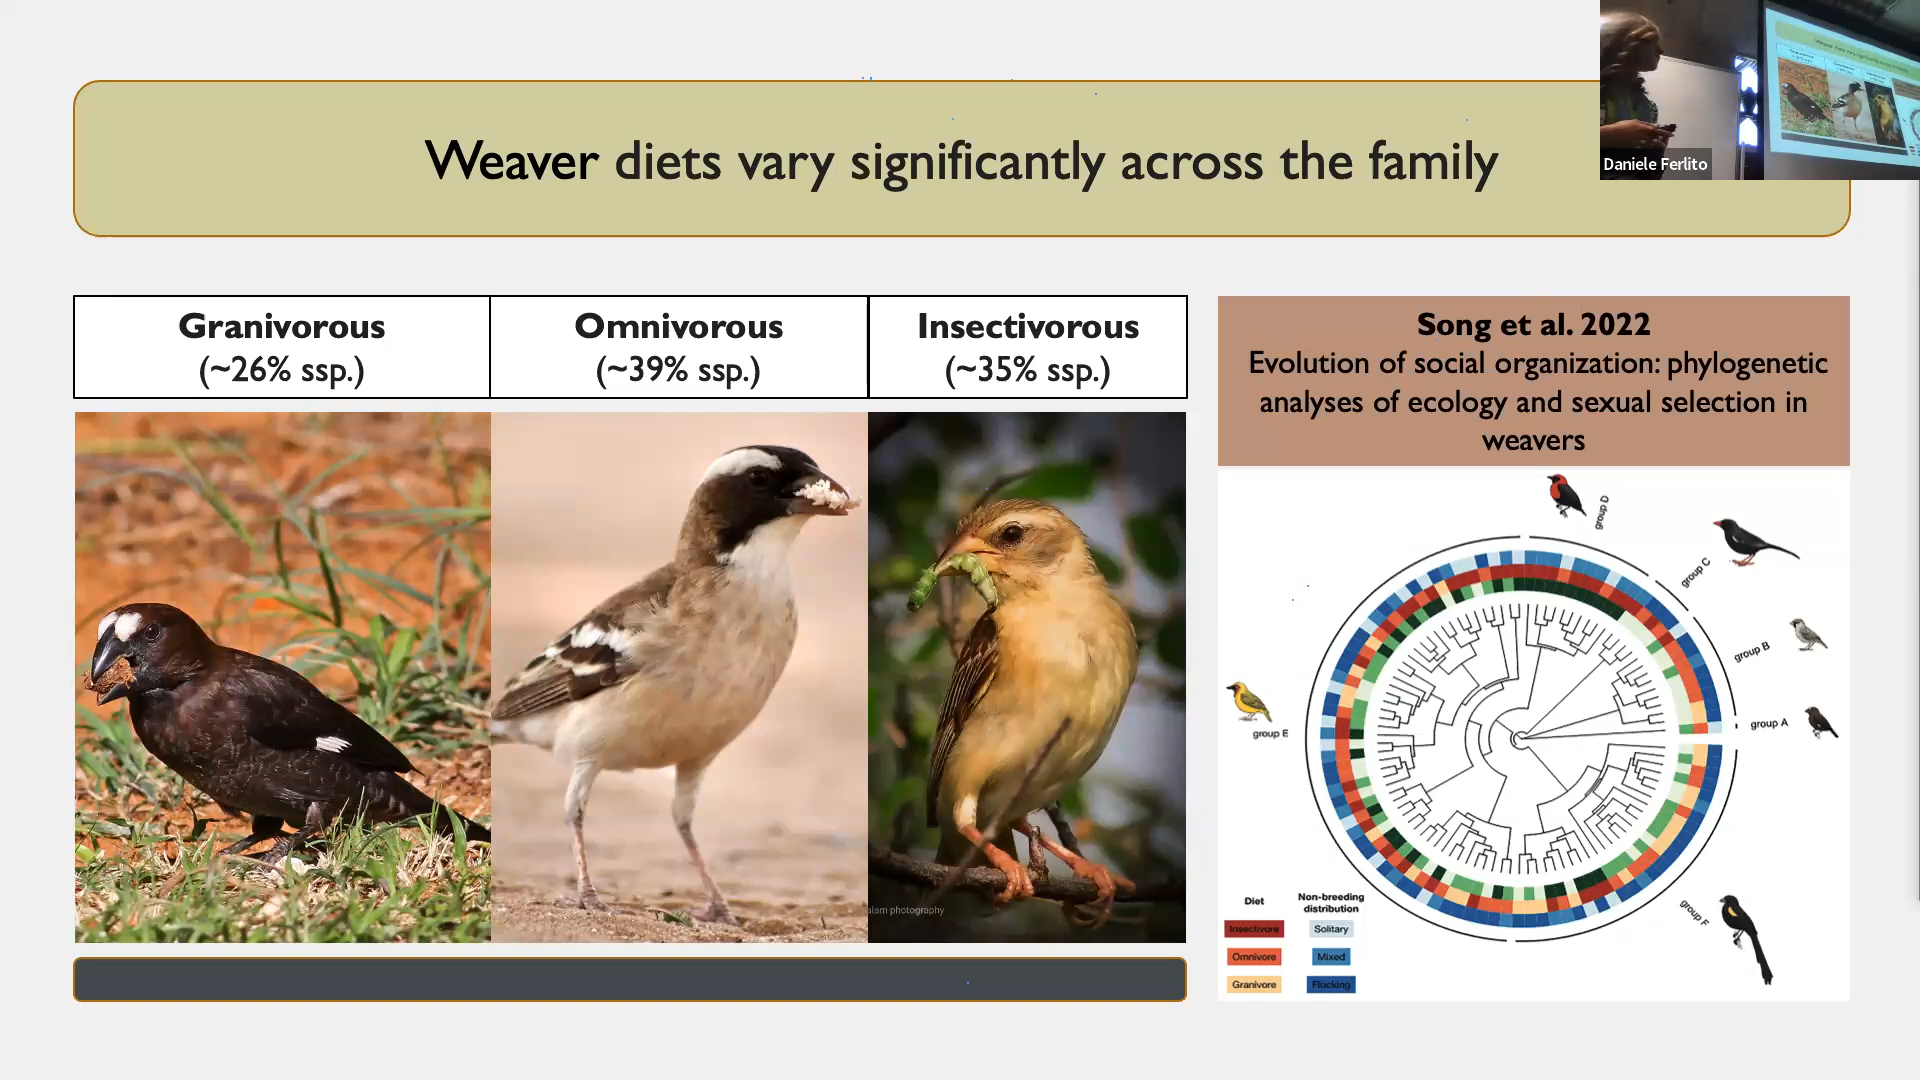 Weaver diets vary significantly across the family
Daniele Ferlito
Granivorous
(~26% ssp.)
Omnivorous
(~39% ssp.)
Insectivorous
(~35% ssp.)
alam photography
Song et al. 2022
Evolution of social organization: phylogenetic
analyses of ecology and sexual selection in
weavers
group D
group C
group B
group A
group E
group F
Diet
Non-breeding
distribution
Insectivore
Solitary
Omnivore
Mixed
Granivore
Flocking